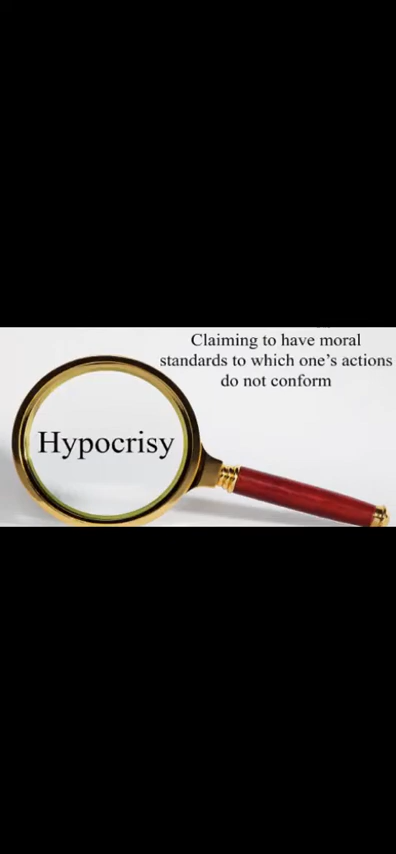 Claiming to have moral
standards to which one’s actions
do not conform
Hypocrisy